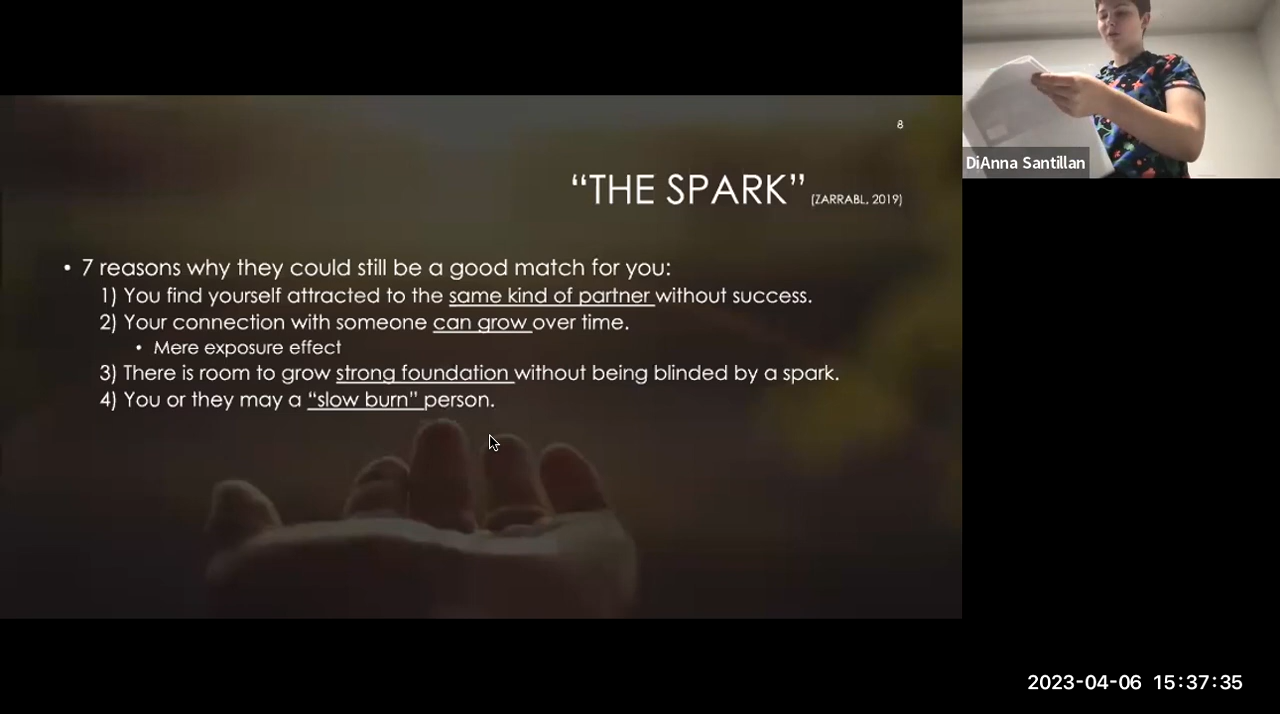 8
“THE SPARK” (ZARRABI, 2019)
• 7 reasons why they could still be a good match for you:
1) You find yourself attracted to the same kind of partner without success.
2) Your connection with someone can grow over time.
• Mere exposure effect
3) There is room to grow strong foundation without being blinded by a spark.
4) You or they may a “slow burn” person.
DiAnna Santillan
2023-04-06 15:37:35